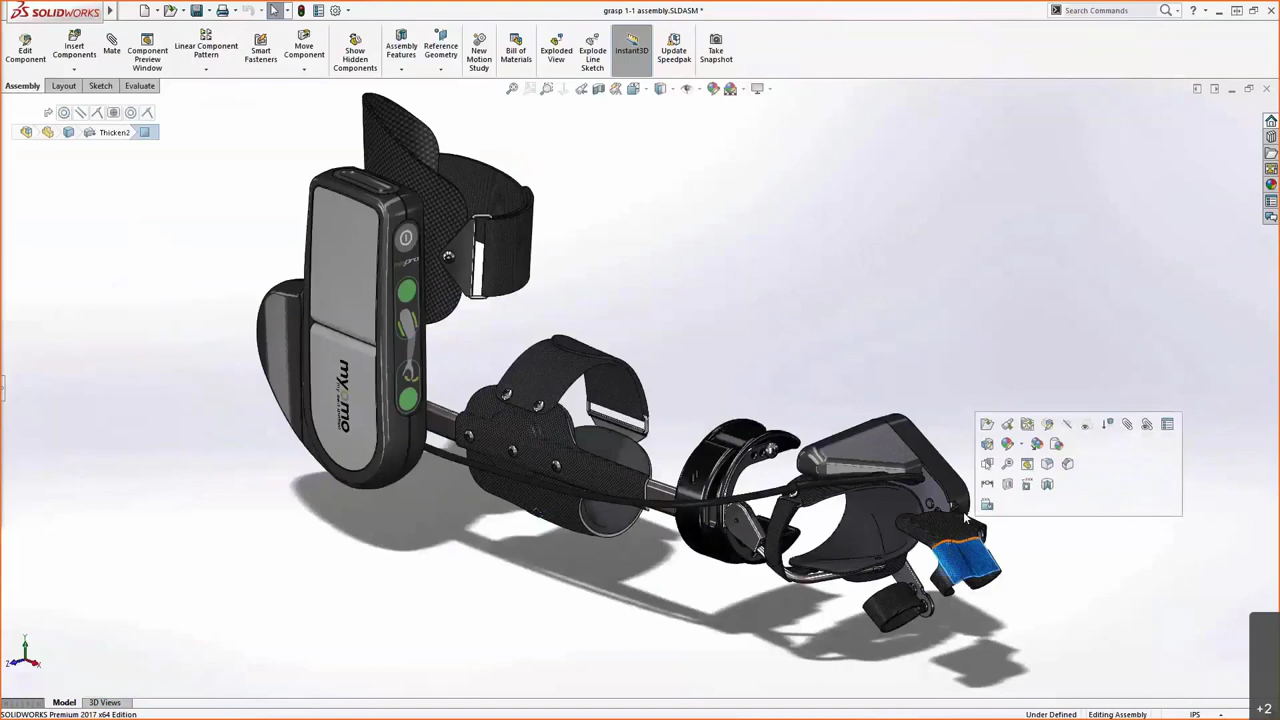 SOLIDWORKS
grasp 1-1 assembly.SLDASM *
Search Commands
Edit
Component
Insert
Components
Mate
Component
Preview
Window
Linear Component
Pattern
Smart
Fasteners
Move
Component
Show
Hidden
Components
Assembly
Features
Reference
Geometry
New
Motion
Study
Bill of
Materials
Exploded
View
Explode
Line
Sketch
Instant3D
Update
Speedpak
Take
Snapshot
Assembly
Layout
Sketch
Evaluate
Thicken2
myomo
Y
Z
X
Model
3D Views
SOLIDWORKS Premium 2017 x64 Edition
Under Defined
Editing Assembly
IPS
+2